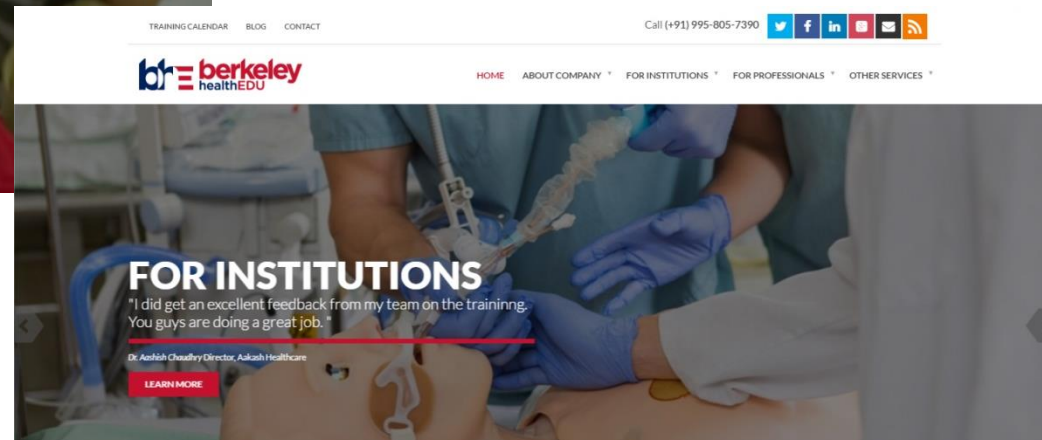 TRAINING CALENDAR BLOG CONTACT
Call (+91) 995-805-7390
bhe berkeley
healthEDU
HOME ABOUT COMPANY FOR INSTITUTIONS FOR PROFESSIONALS OTHER SERVICES
FOR INSTITUTIONS
"I did get an excellent feedback from my team on the traininng.
You guys are doing a great job. "
Dr. Aashish Chaudhry Director, Aakash Healthcare
LEARN MORE